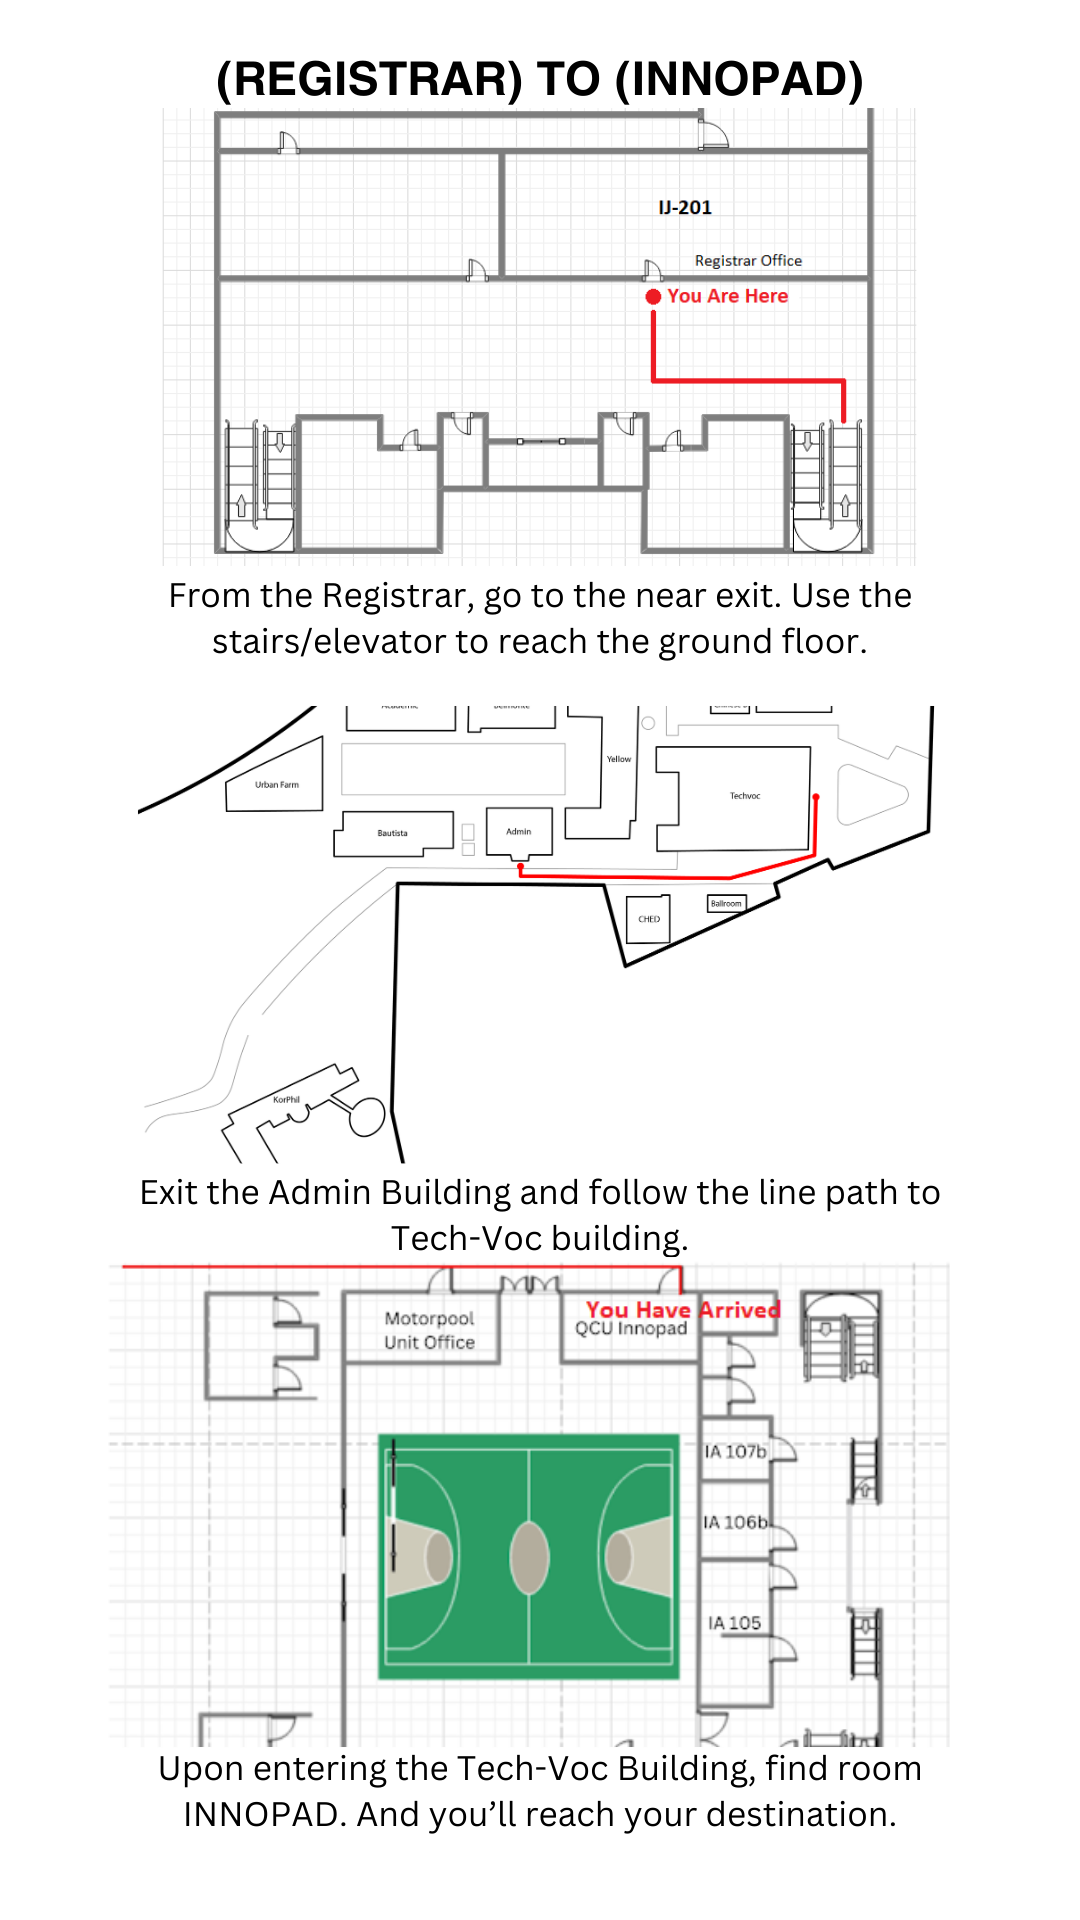 (REGISTRAR) TO (INNOPAD)
IJ-201
Registrar Office
You Are Here
From the Registrar, go to the near exit. Use the
stairs/elevator to reach the ground floor.
Academic
Belmonte
Yellow
Urban Farm
Techvoc
Bautista
Admin
Ballroom
CHED
KorPhil
Exit the Admin Building and follow the line path to
Tech-Voc building.
You Have Arrived
Motorpool
Unit Office
QCU Innopad
IA 107b
IA 106b
IA 105
Upon entering the Tech-Voc Building, find room
INNOPAD. And you’ll reach your destination.